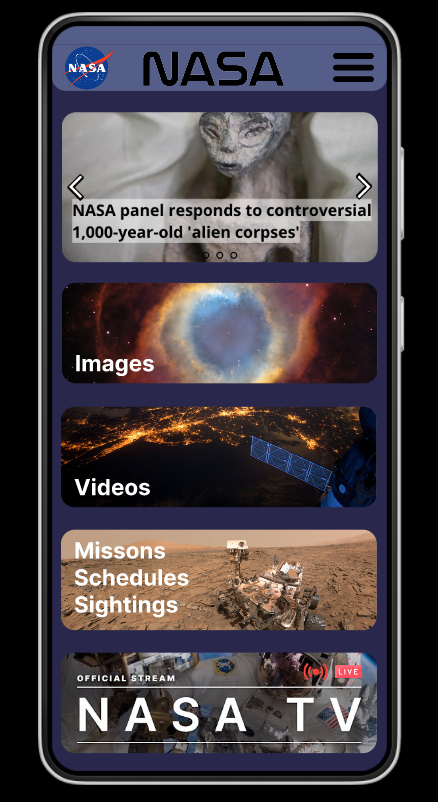 NASA
NASA
NASA panel responds to controversial
1,000-year-old 'alien corpses'
Images
Videos
Missons
Schedules
Sightings
LIVE
OFFICIAL STREAM
NASA TV